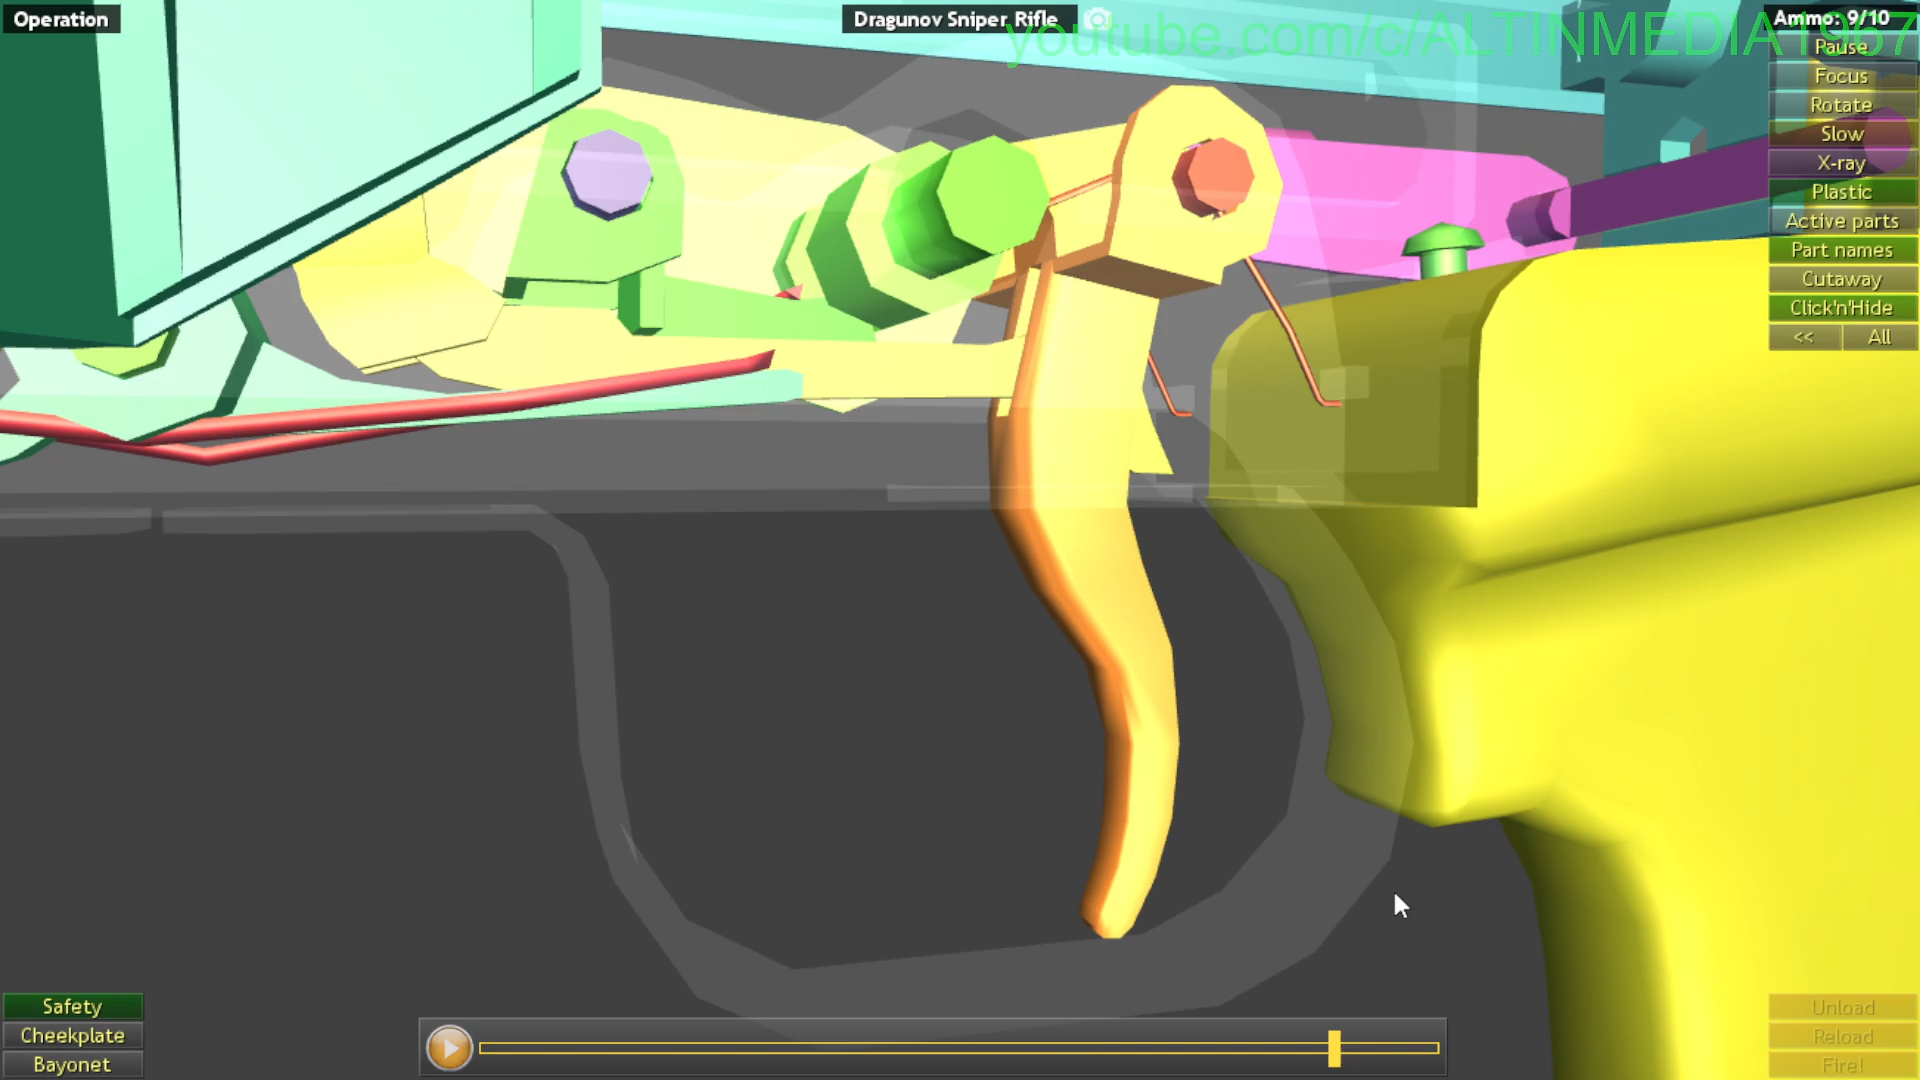 Operation
Dragunov Sniper Rifle
youtube.com/c/ALTINMEDIA1967
Ammo: 9/10
Pause
Focus
Rotate
Slow
X-ray
Plastic
Active parts
Part names
Cutaway
Click'n'Hide
<< All
Safety
Cheekplate
Bayonet
Unload
Reload
Fire!